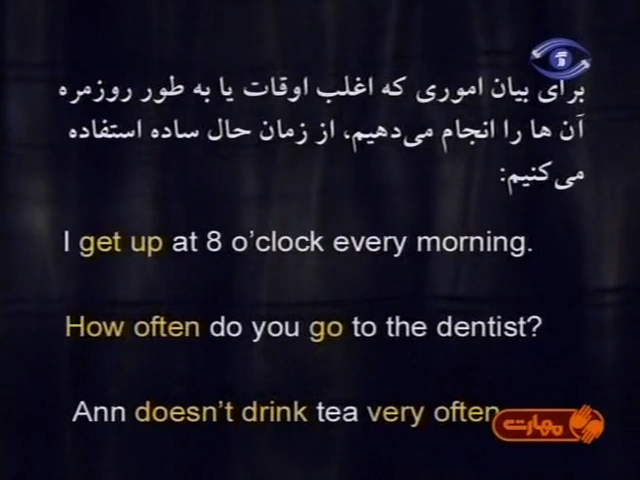 برای بیان اموری که اغلب اوقات یا به طور روزمره
آن ها را انجام می‌دهیم، از زمان حال ساده استفاده
می‌کنیم:
I get up at 8 o'clock every morning.
How often do you go to the dentist?
Ann doesn't drink tea very often
مهارت